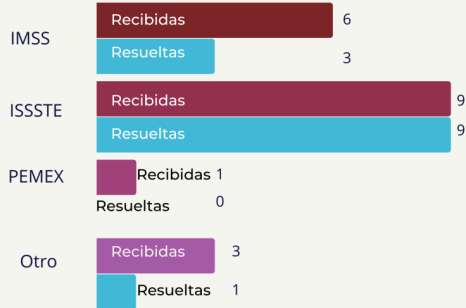 IMSS
Recibidas 6
Resueltas 3
ISSSTE
Recibidas 9
Resueltas 9
PEMEX
Recibidas 1
Resueltas 0
Otro
Recibidas 3
Resueltas 1